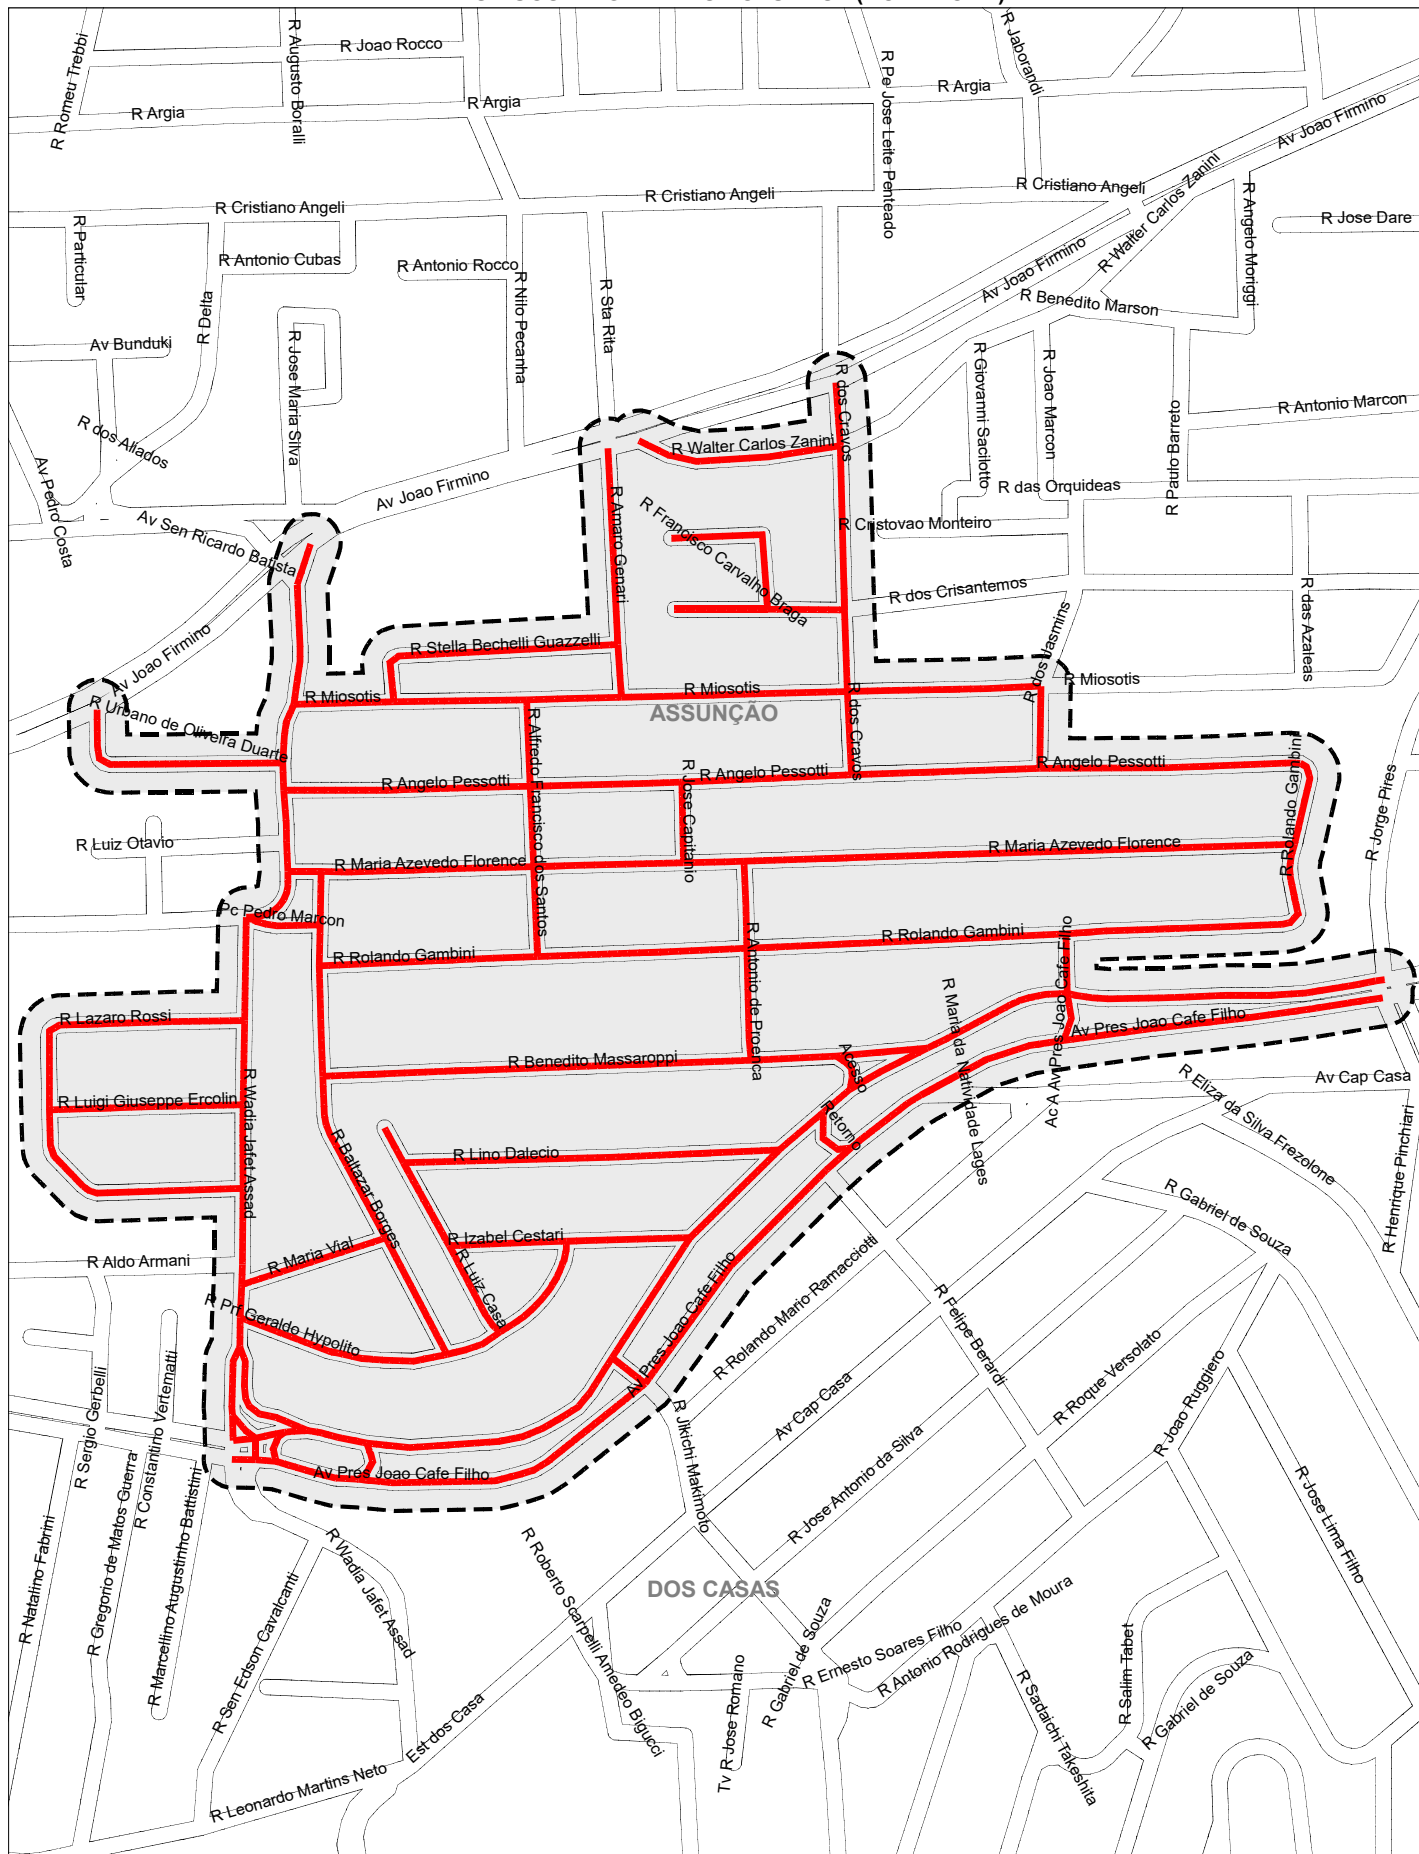 R Romeu Trebbi
R Augusto Boralli
R Joao Rocco
R Jaborandi
R Argia
R Argia
R Pe Jose Leite Penteado
R Argia
Av Joao Firmino
R Cristiano Angeli
R Cristiano Angeli
R Cristiano Angeli
R Walter Carlos Zanini
R Angelo Moriggi
R Jose Dare
R Particular
R Antonio Cubas
R Antonio Rocco
R Nilo Pecanha
R Sta Rita
Av Joao Firmino
R Benedito Marson
R Delta
Av Bunduki
R Jose Maria Silva
R dos Cravos
R Giovanni Sacilotto
R Joao Marcon
R Paulo Barreto
R Antonio Marcon
R dos Aliados
Av Pedro Costa
R Walter Carlos Zanini
Av Joao Firmino
R das Orquideas
Av Sen Ricardo Batista
R Amaro Genari
R Francisco Carvalho Braga
R Cristovao Monteiro
R dos Crisantemos
R das Azaleas
Av Joao Firmino
R Stella Bechelli Guazzelli
R dos Jasmins
R Miosotis
R Miosotis
R Miosotis
R Urbano de Oliveira Duarte
ASSUNÇÃO
R dos Cravos
R Alfredo Francisco dos Santos
R Angelo Pessotti
R Jose Capitanio
R Angelo Pessotti
R Angelo Pessotti
R Rolando Gambini
R Jorge Pires
R Luiz Otavio
R Maria Azevedo Florence
R Maria Azevedo Florence
Pc Pedro Marcon
R Rolando Gambini
R Antonio de Proenca
R Rolando Gambini
Ac A Av Pres Joao Cafe Filho
R Maria da Natividade Lages
R Lazaro Rossi
Av Pres Joao Cafe Filho
R Benedito Massaroppi
Acesso
Av Cap Casa
R Eliza da Silva Frezolone
R Luigi Giuseppe Ercolin
R Wadia Jafet Assad
Retorno
R Henrique Pinchiari
R Baltazar Borges
R Lino Dalecio
R Gabriel de Souza
R Aldo Armani
R Maria Vial
R Izabel Cestari
R Luiz Casa
Av Pres Joao Cafe Filho
R Rolando Mario Ramacciotti
R Felipe Berardi
R Prf Geraldo Hypolito
R Sergio Gerbelli
R Constantino Vertematti
Av Cap Casa
R Roque Versolato
R Joao Ruggiero
R Jikichi Makimoto
Av Pres Joao Cafe Filho
R Jose Antonio da Silva
R Jose Lima Filho
R Natalino Fabrini
R Gregorio de Matos Guerra
R Marcellino Augustinho Battistini
R Wadia Jafet Assad
R Sen Edson Cavalcanti
R Roberto Scarpelli Amedeo Bigucci
DOS CASAS
R Gabriel de Souza
R Ernesto Soares Filho
R Antonio Rodrigues de Moura
R Salim Tabet
R Gabriel de Souza
R Sadaichi Takeshita
Tv R Jose Romano
Est dos Casa
R Leonardo Martins Neto